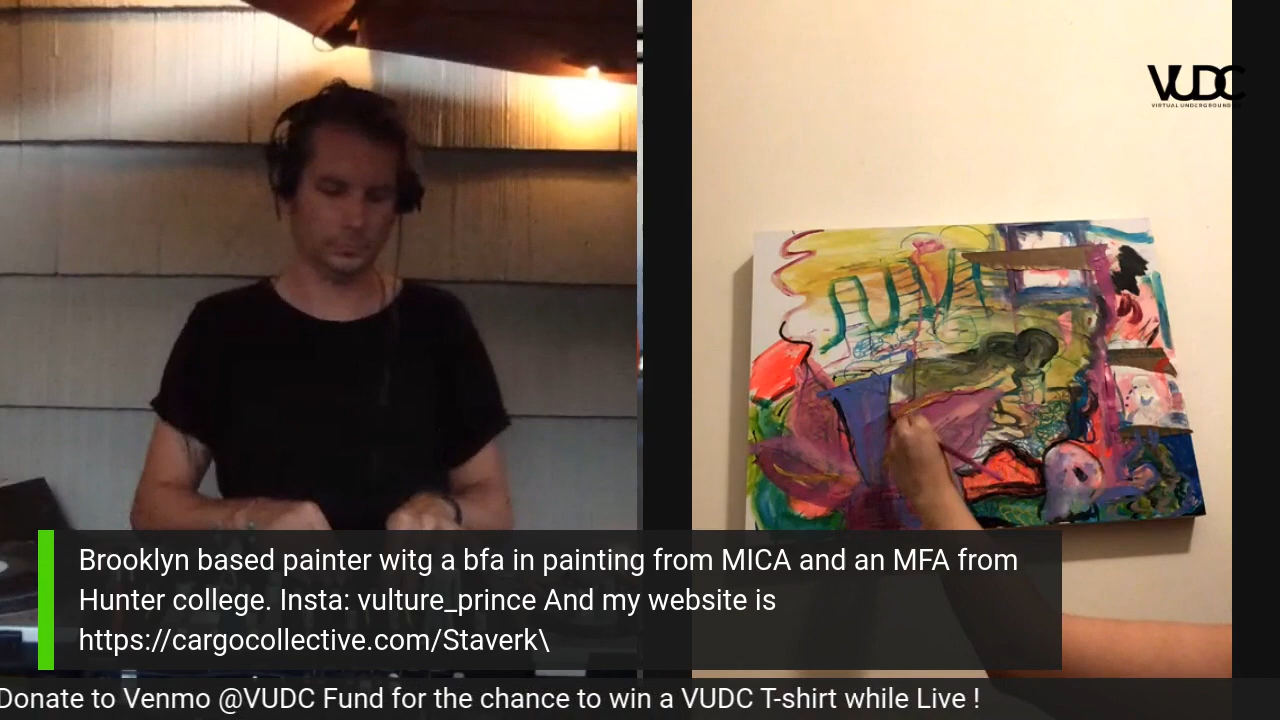 VUDC
VIRTUAL UNDERGROUND
Brooklyn based painter witg a bfa in painting from MICA and an MFA from
Hunter college. Insta: vulture_prince And my website is
https://cargocollective.com/Staverk\
Donate to Venmo @VUDC Fund for the chance to win a VUDC T-shirt while Live !